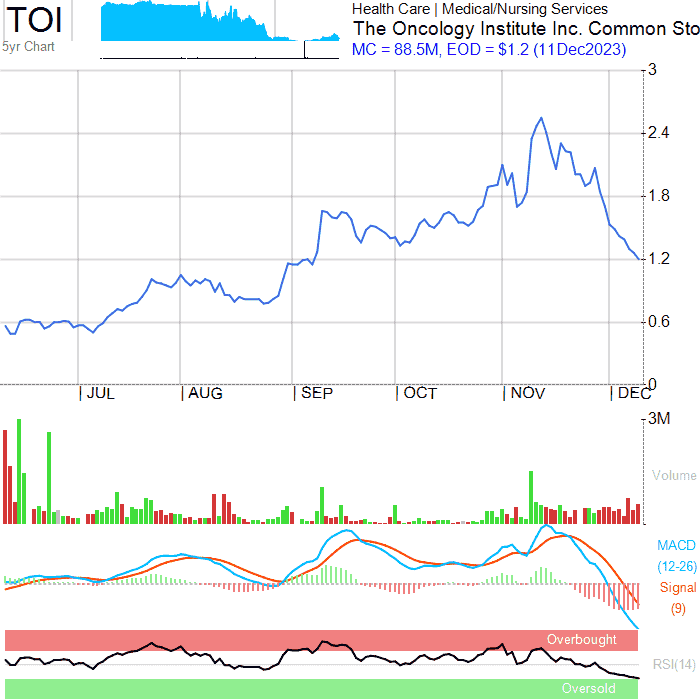 TOI
5yr Chart
Health Care | Medical/Nursing Services
The Oncology Institute Inc. Common Sto
MC = 88.5M, EOD = $1.2 (11Dec2023)
3
2.4
1.8
1.2
0.6
0
| JUL | AUG | SEP | OCT | NOV | DEC
3M
Volume
MACD
(12-26)
Signal
(9)
Overbought
RSI(14)
Oversold